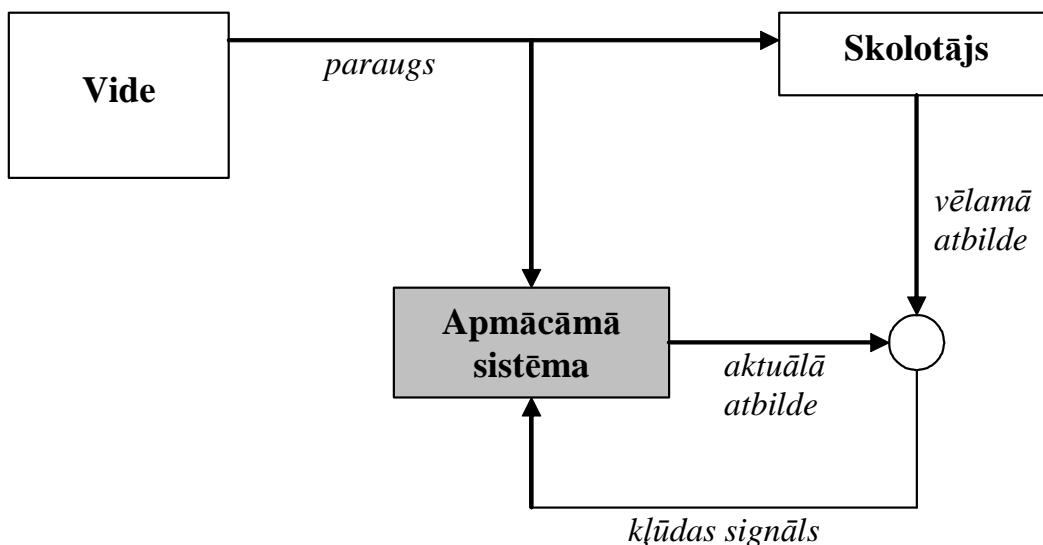 Vide
paraugs
Skolotājs
vēlamā
atbilde
Apmācāmā
sistēma
aktuālā
atbilde
kļūdas signāls